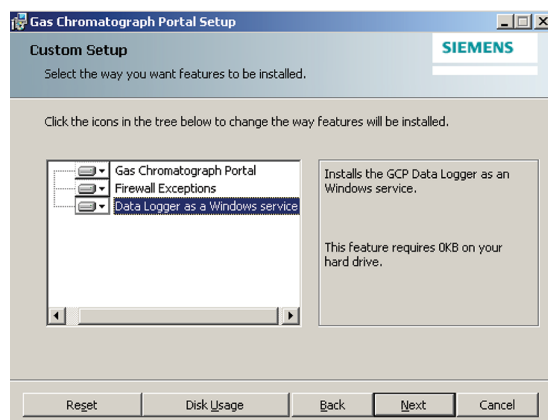 Gas Chromatograph Portal Setup
Custom Setup
SIEMENS
Select the way you want features to be installed.
Click the icons in the tree below to change the way features will be installed.
Gas Chromatograph Portal
Firewall Exceptions
Data Logger as a Windows service
Installs the GCP Data Logger as an
Windows service.
This feature requires 0KB on your
hard drive.
Reset
Disk Usage
Back
Next
Cancel